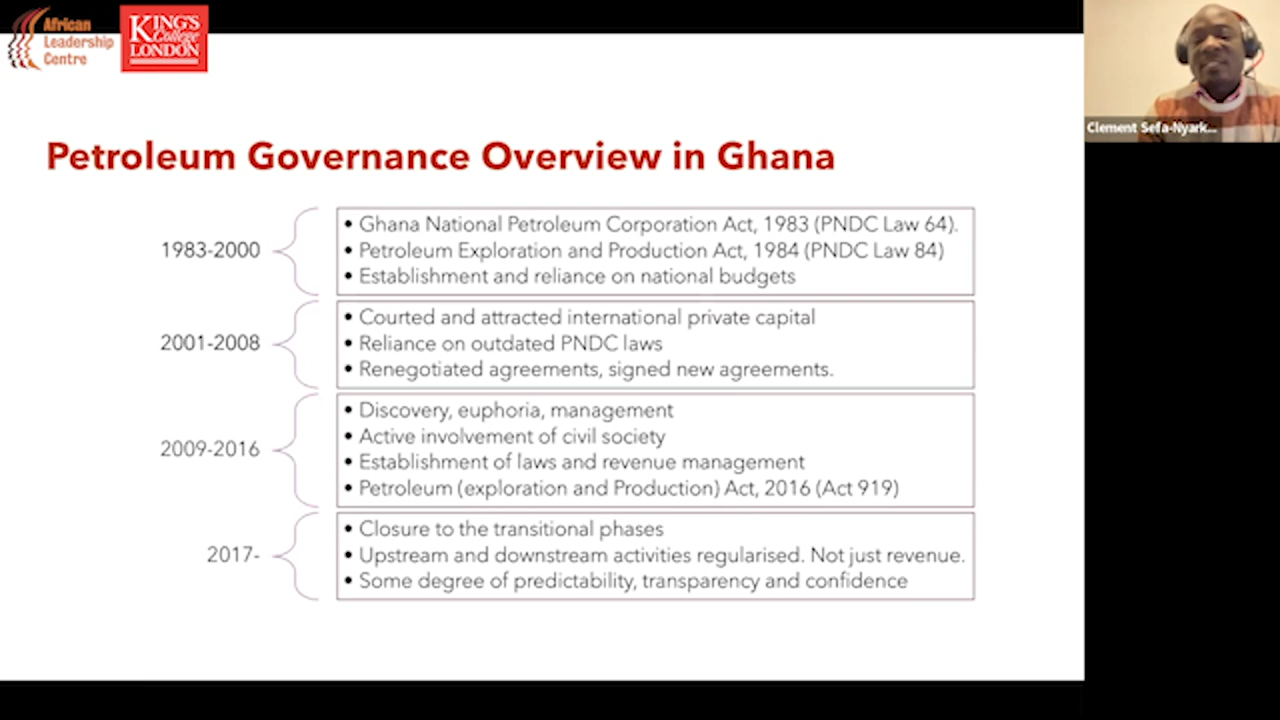 African
Leadership
Centre
KING'S
College
LONDON
Clement Sefa-Nyark...
Petroleum Governance Overview in Ghana
1983-2000
• Ghana National Petroleum Corporation Act, 1983 (PNDC Law 64).
• Petroleum Exploration and Production Act, 1984 (PNDC Law 84)
• Establishment and reliance on national budgets
2001-2008
• Courted and attracted international private capital
• Reliance on outdated PNDC laws
• Renegotiated agreements, signed new agreements.
2009-2016
• Discovery, euphoria, management
• Active involvement of civil society
• Establishment of laws and revenue management
• Petroleum (exploration and Production) Act, 2016 (Act 919)
2017-
• Closure to the transitional phases
• Upstream and downstream activities regularised. Not just revenue.
• Some degree of predictability, transparency and confidence